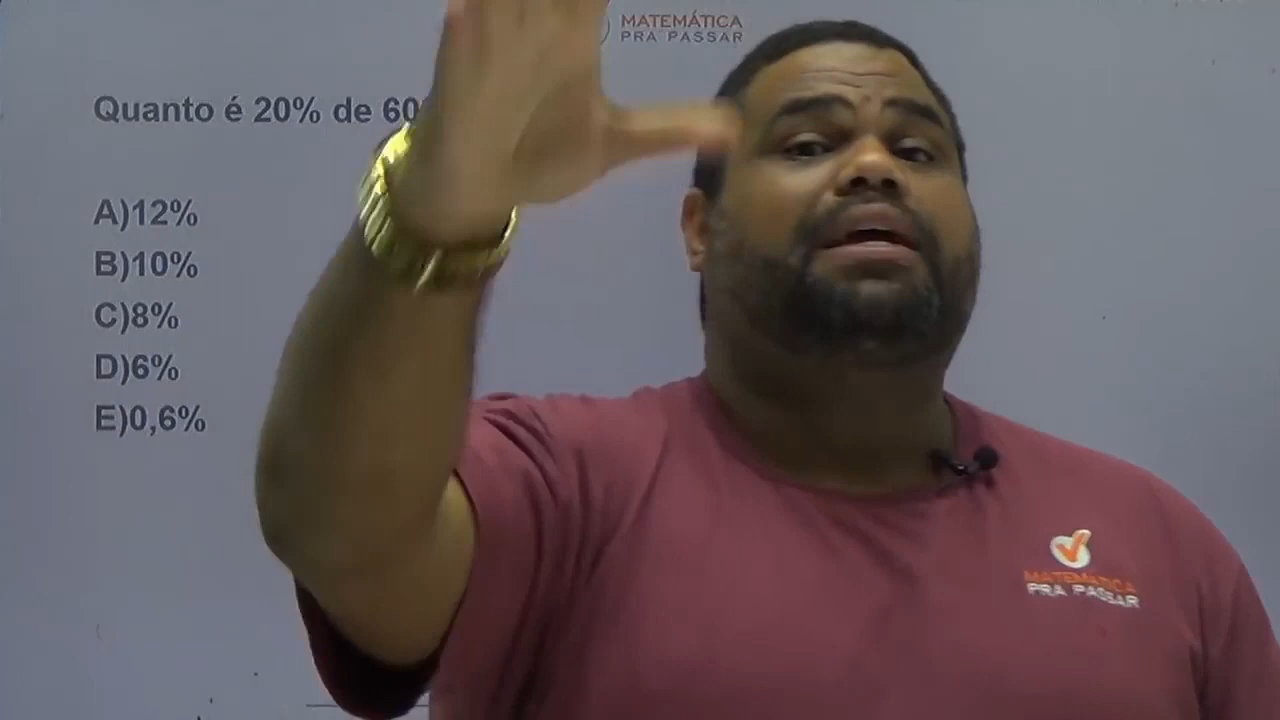 MATEMÁTICA
PRA PASSAR
Quanto é 20% de 60
A)12%
B)10%
C)8%
D)6%
E)0,6%
MATEMÁTICA
PRA PASSAR